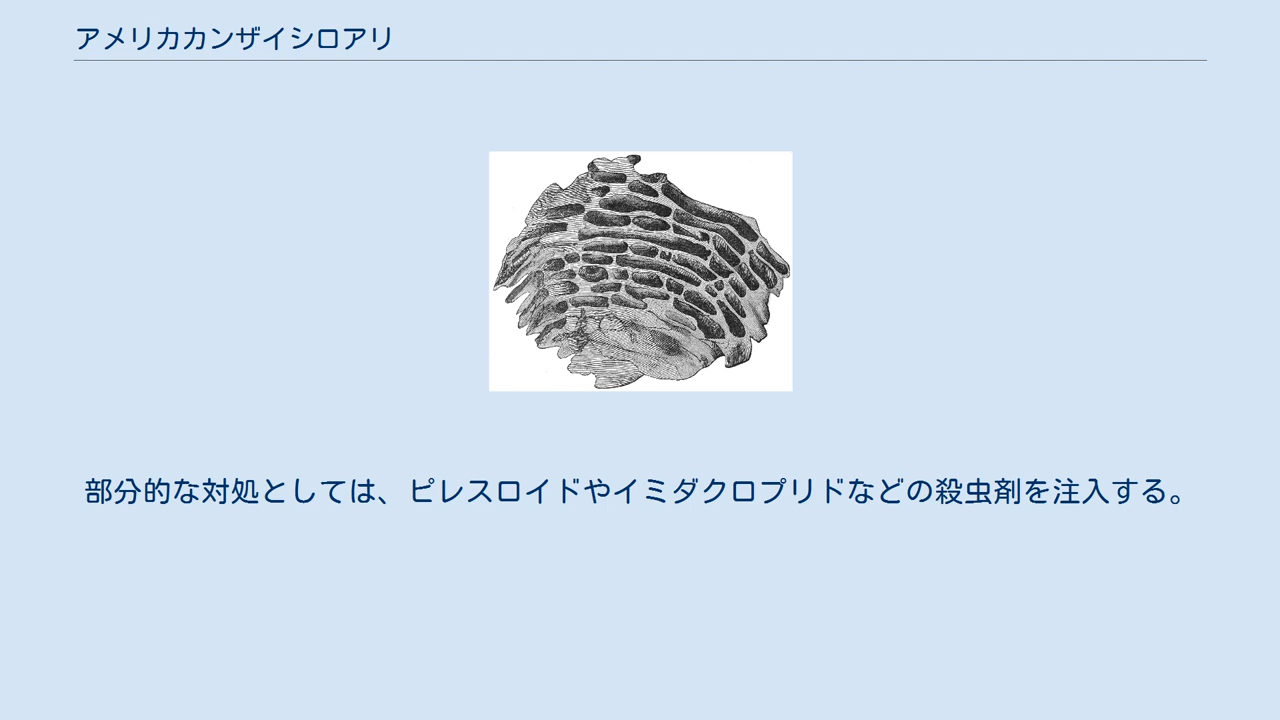 アメリカカンザイシロアリ
部分的な対処としては、ピレスロイドやイミダクロプリドなどの殺虫剤を注入する。